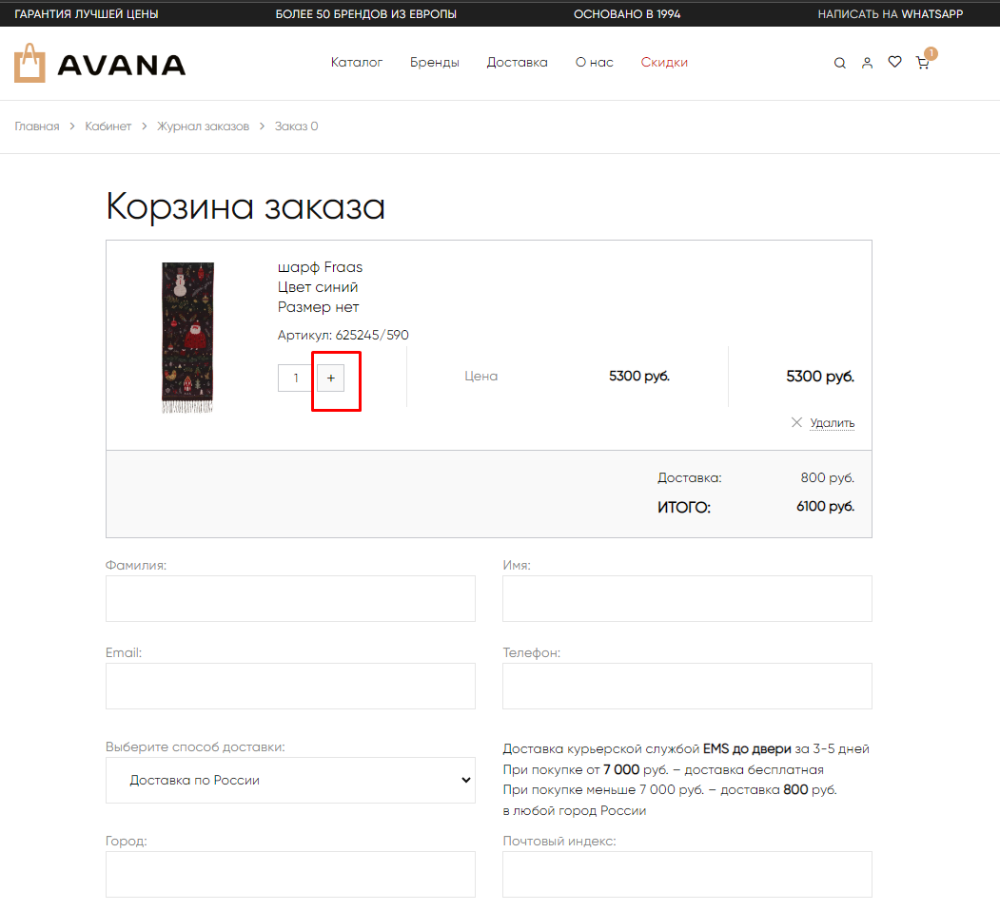 ГАРАНТИЯ ЛУЧШЕЙ ЦЕНЫ БОЛЕЕ 50 БРЕНДОВ ИЗ ЕВРОПЫ ОСНОВАНО В 1994 НАПИСАТЬ НА WHATSAPP
AVANA Каталог Бренды Доставка О нас Скидки 1
Главная > Кабинет > Журнал заказов > Заказ 0
Корзина заказа
шарф Fraas
Цвет синий
Размер нет
Артикул: 625245/590
1 + Цена 5300 руб. 5300 руб.
Удалить
Доставка: 800 руб.
ИТОГО: 6100 руб.
Фамилия: Имя:
Email: Телефон:
Выберите способ доставки:
Доставка по России
Доставка курьерской службой EMS до двери за 3-5 дней
При покупке от 7 000 руб. – доставка бесплатная
При покупке меньше 7 000 руб. – доставка 800 руб.
в любой город России
Город: Почтовый индекс: